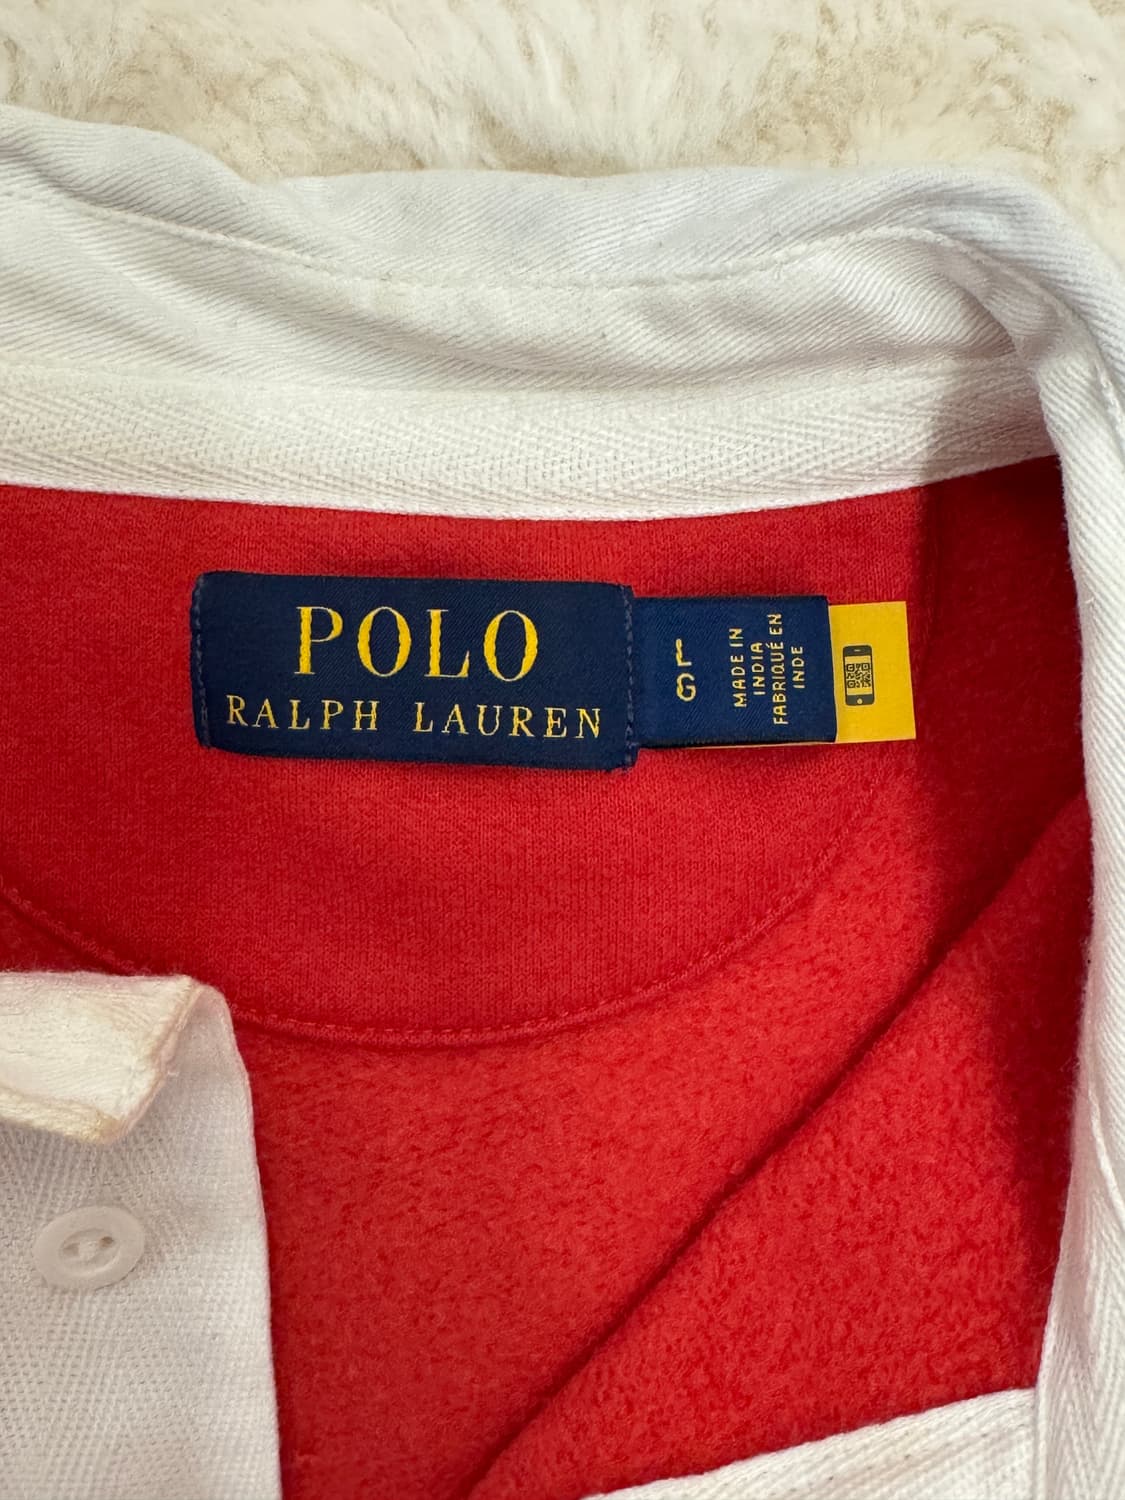 POLO
RALPH LAUREN
L
G
MADE IN
INDIA
FABRIQUÉ EN
INDE